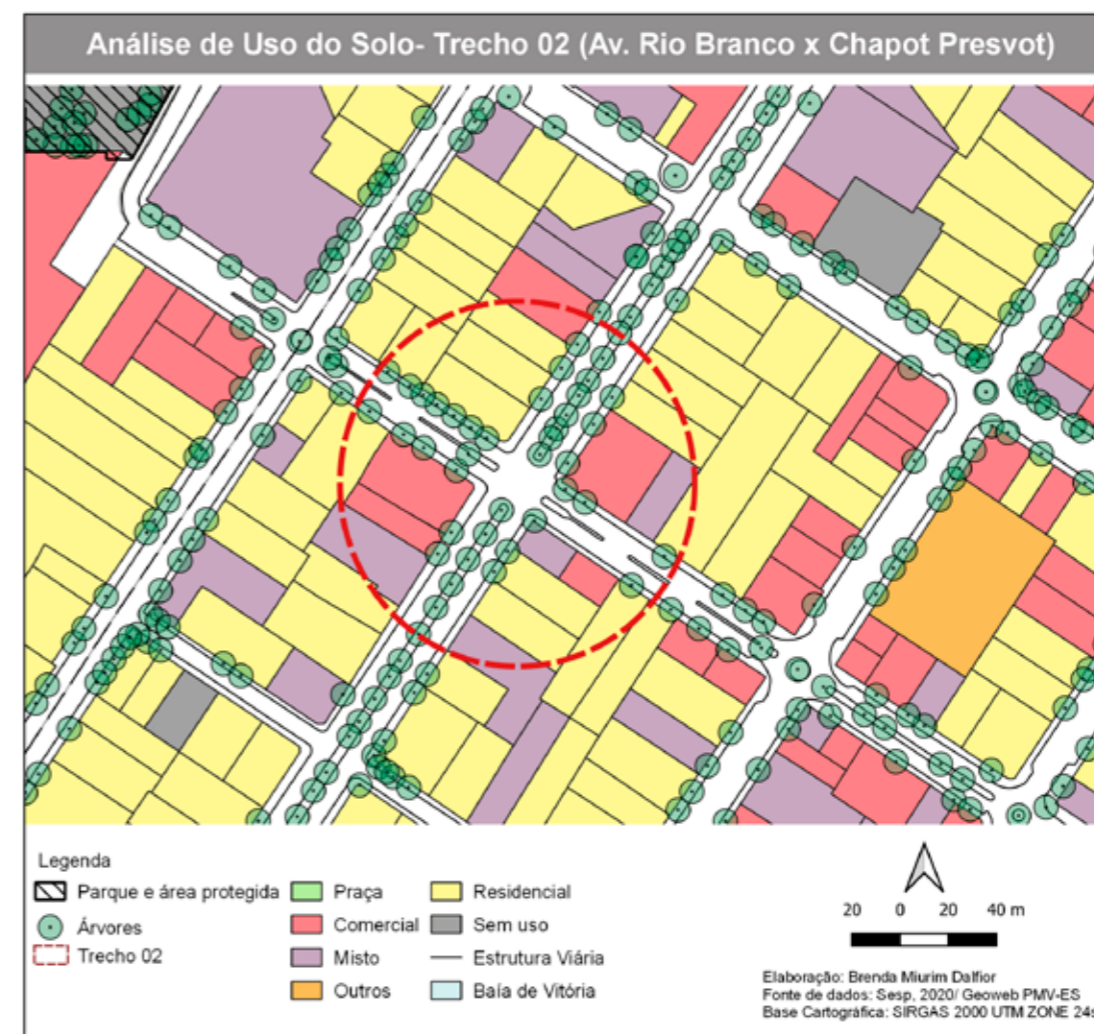 Análise de Uso do Solo- Trecho 02 (Av. Rio Branco x Chapot Presvot)
Legenda
Parque e área protegida
Árvores
Trecho 02
Praça
Comercial
Misto
Outros
Residencial
Sem uso
Estrutura Viária
Baía de Vitória
20 0 20 40 m
Elaboração: Brenda Miurim Dalfior
Fonte de dados: Sesp, 2020/ Geoweb PMV-ES
Base Cartográfica: SIRGAS 2000 UTM ZONE 24s